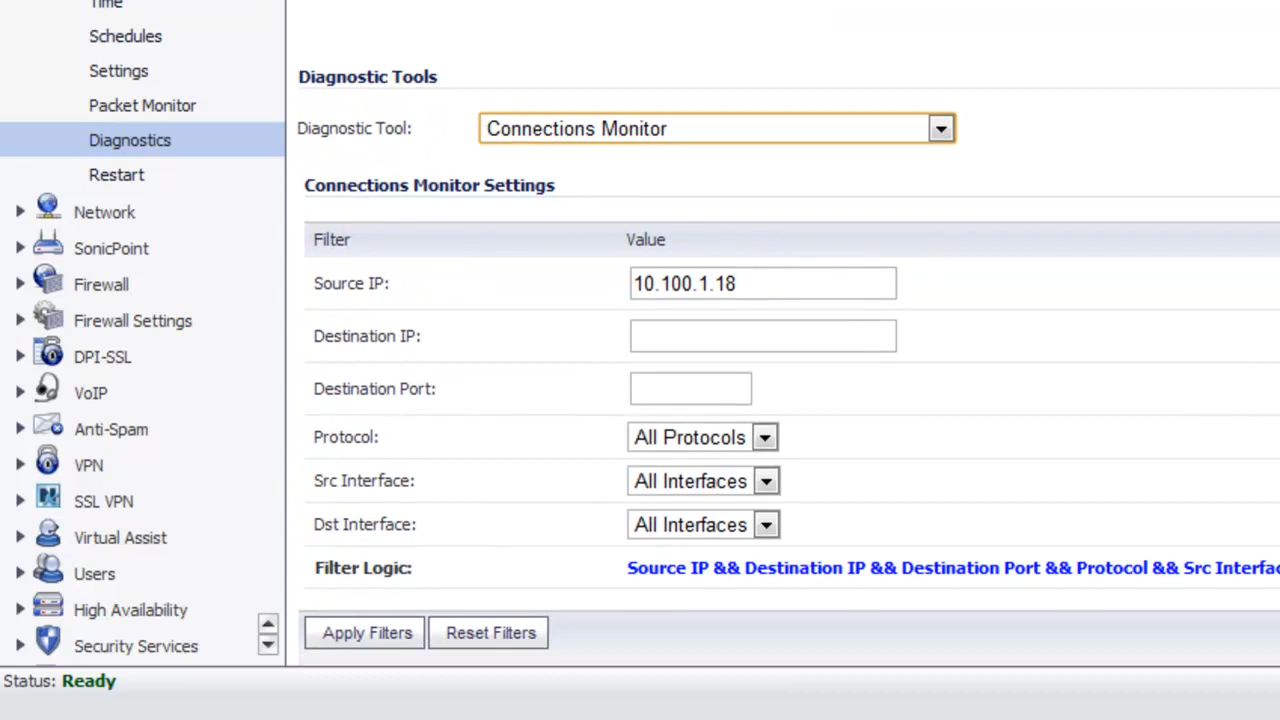 Time
Schedules
Settings
Packet Monitor
Diagnostics
Restart
Network
SonicPoint
Firewall
Firewall Settings
DPI-SSL
VoIP
Anti-Spam
VPN
SSL VPN
Virtual Assist
Users
High Availability
Security Services
Diagnostic Tools
Diagnostic Tool: Connections Monitor
Connections Monitor Settings
Filter Value
Source IP: 10.100.1.18
Destination IP:
Destination Port:
Protocol: All Protocols
Src Interface: All Interfaces
Dst Interface: All Interfaces
Filter Logic: Source IP && Destination IP && Destination Port && Protocol && Src Interfac
Apply Filters Reset Filters
Status: Ready